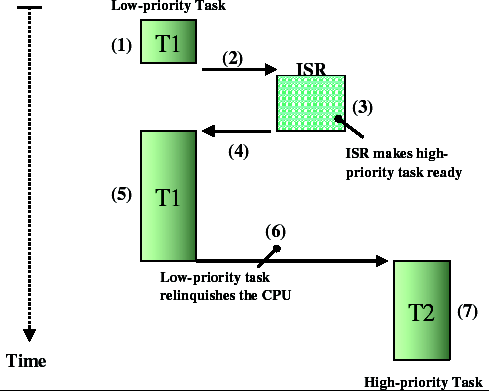 Low-priority Task
(1)
T1
(2)
ISR
(3)
(4)
ISR makes high-
priority task ready
(5)
T1
(6)
Low-priority task
relinquishes the CPU
T2
(7)
Time
High-priority Task